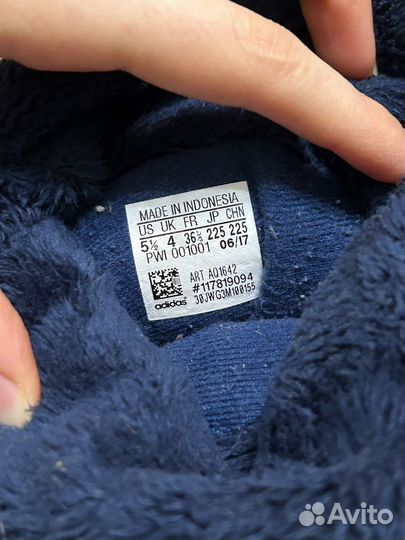 MADE IN INDONESIA
US UK FR JP CHN
5½ 4 36⅔ 225 225
PWI 001001 06/17
ART AQ1642
#117819094
adidas 30JWG3M100155
Avito